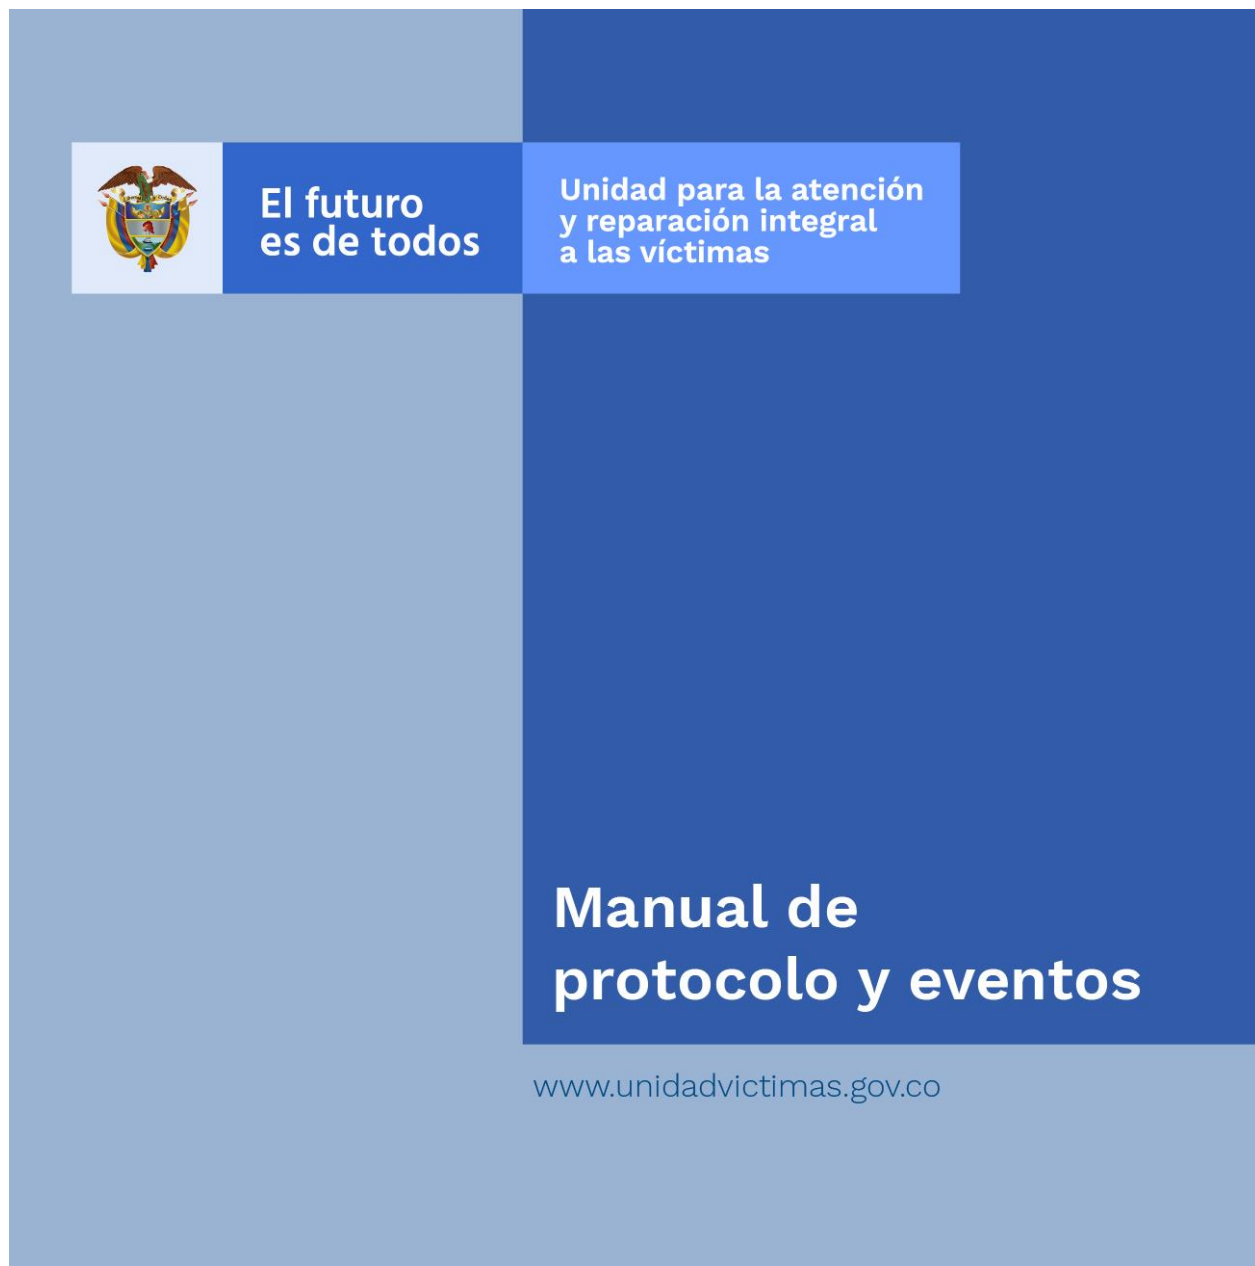 El futuro
es de todos
Unidad para la atención
y reparación integral
a las víctimas
Manual de
protocolo y eventos
www.unidadvictimas.gov.co